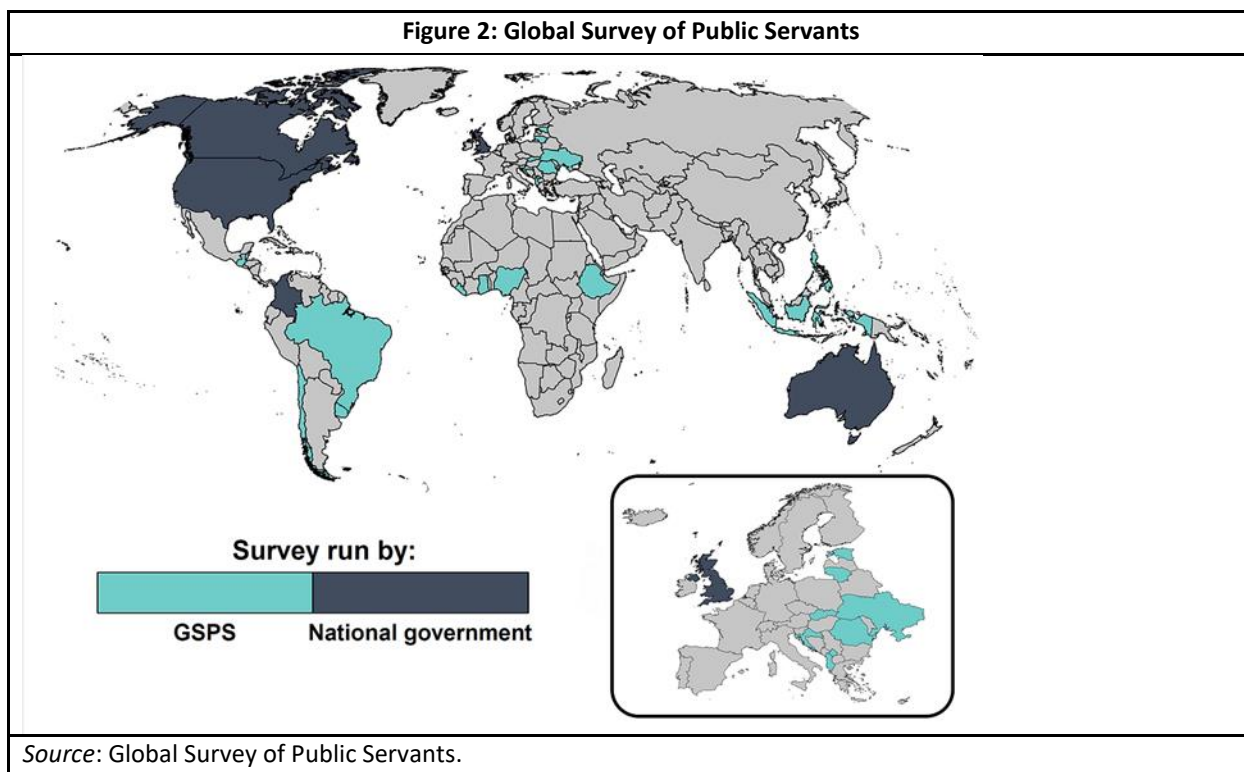 Figure 2: Global Survey of Public Servants
Survey run by:
GSPS National government
Source: Global Survey of Public Servants.